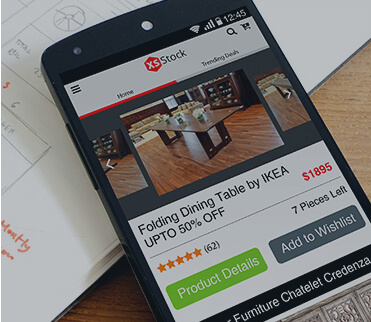 12:45
XS Stock
Home
Trending Deals
Folding Dining Table by IKEA
UPTO 50% OFF
$1895
(62)
7 Pieces Left
Product Details
Add to Wishlist
Furniture Chatelet Credenza